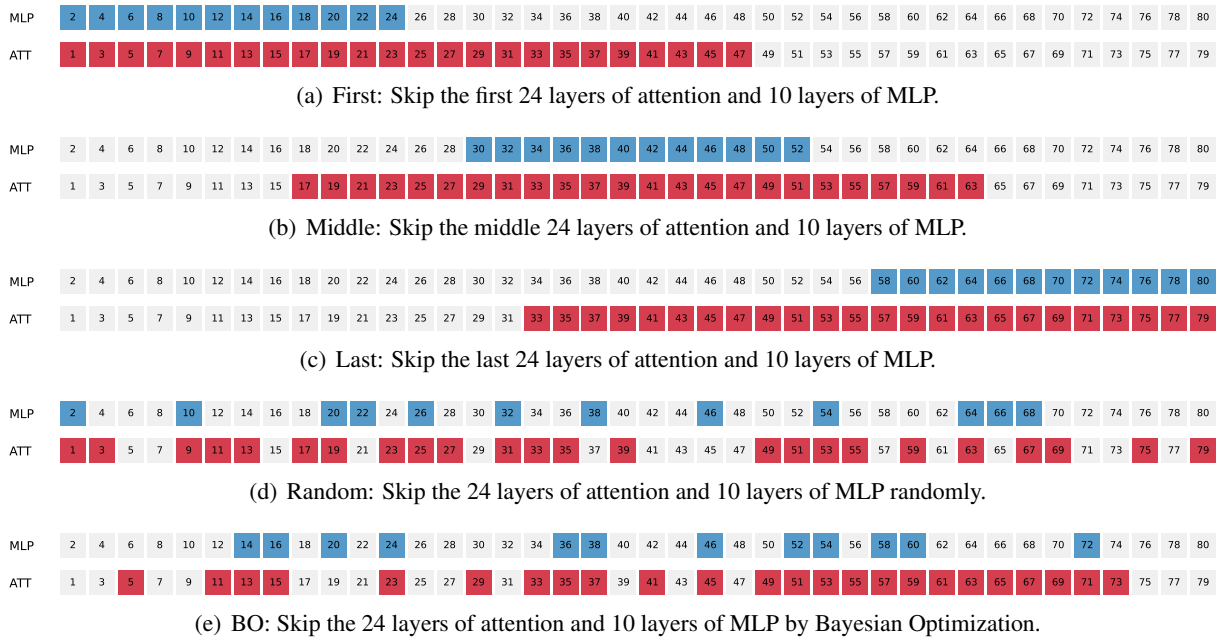 MLP 2 4 6 8 10 12 14 16 18 20 22 24 26 28 30 32 34 36 38 40 42 44 46 48 50 52 54 56 58 60 62 64 66 68 70 72 74 76 78 80
ATT 1 3 5 7 9 11 13 15 17 19 21 23 25 27 29 31 33 35 37 39 41 43 45 47 49 51 53 55 57 59 61 63 65 67 69 71 73 75 77 79
(a) First: Skip the first 24 layers of attention and 10 layers of MLP.
MLP 2 4 6 8 10 12 14 16 18 20 22 24 26 28 30 32 34 36 38 40 42 44 46 48 50 52 54 56 58 60 62 64 66 68 70 72 74 76 78 80
ATT 1 3 5 7 9 11 13 15 17 19 21 23 25 27 29 31 33 35 37 39 41 43 45 47 49 51 53 55 57 59 61 63 65 67 69 71 73 75 77 79
(b) Middle: Skip the middle 24 layers of attention and 10 layers of MLP.
MLP 2 4 6 8 10 12 14 16 18 20 22 24 26 28 30 32 34 36 38 40 42 44 46 48 50 52 54 56 58 60 62 64 66 68 70 72 74 76 78 80
ATT 1 3 5 7 9 11 13 15 17 19 21 23 25 27 29 31 33 35 37 39 41 43 45 47 49 51 53 55 57 59 61 63 65 67 69 71 73 75 77 79
(c) Last: Skip the last 24 layers of attention and 10 layers of MLP.
MLP 2 4 6 8 10 12 14 16 18 20 22 24 26 28 30 32 34 36 38 40 42 44 46 48 50 52 54 56 58 60 62 64 66 68 70 72 74 76 78 80
ATT 1 3 5 7 9 11 13 15 17 19 21 23 25 27 29 31 33 35 37 39 41 43 45 47 49 51 53 55 57 59 61 63 65 67 69 71 73 75 77 79
(d) Random: Skip the 24 layers of attention and 10 layers of MLP randomly.
MLP 2 4 6 8 10 12 14 16 18 20 22 24 26 28 30 32 34 36 38 40 42 44 46 48 50 52 54 56 58 60 62 64 66 68 70 72 74 76 78 80
ATT 1 3 5 7 9 11 13 15 17 19 21 23 25 27 29 31 33 35 37 39 41 43 45 47 49 51 53 55 57 59 61 63 65 67 69 71 73 75 77 79
(e) BO: Skip the 24 layers of attention and 10 layers of MLP by Bayesian Optimization.